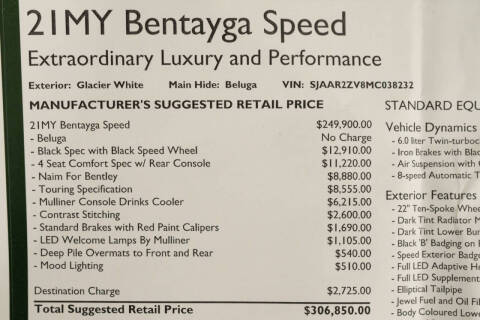 21MY Bentayga Speed
Extraordinary Luxury and Performance
Exterior: Glacier White Main Hide: Beluga VIN: SJAAR2ZV8MC038232
MANUFACTURER'S SUGGESTED RETAIL PRICE
21MY Bentayga Speed $249,900.00
- Beluga No Charge
- Black Spec with Black Speed Wheel $12,910.00
- 4 Seat Comfort Spec w/ Rear Console $11,220.00
- Naim For Bentley $8,880.00
- Touring Specification $8,555.00
- Mulliner Console Drinks Cooler $6,215.00
- Contrast Stitching $2,600.00
- Standard Brakes with Red Paint Calipers $1,690.00
- LED Welcome Lamps By Mulliner $1,105.00
- Deep Pile Overmats to Front and Rear $540.00
- Mood Lighting $510.00
Destination Charge $2,725.00
Total Suggested Retail Price $306,850.00
STANDARD EQU
Vehicle Dynamics
- 6.0 liter Twin-turboc
- Iron Brakes with Blac
- Air Suspension with C
- 8-speed Automatic T
Exterior Features
- 22" Ten-Spoke Whee
- Dark Tint Radiator M
- Dark Tint Lower Bum
- Black 'B' Badging on F
- Speed Exterior Badge
- Full LED Adaptive He
- Full LED Supplement
- Elliptical Tailpipe
- Jewel Fuel and Oil Fil
- Body Coloured Lowe